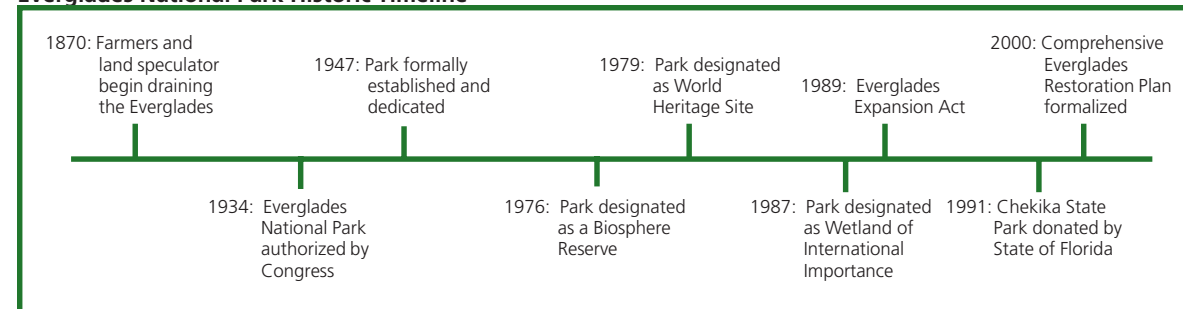 Everglades National Park Historic Timeline
1870: Farmers and
land speculator
begin draining
the Everglades
1947: Park formally
established and
dedicated
1979: Park designated
as World
Heritage Site
1989: Everglades
Expansion Act
2000: Comprehensive
Everglades
Restoration Plan
formalized
1934: Everglades
National Park
authorized by
Congress
1976: Park designated
as a Biosphere
Reserve
1987: Park designated
as Wetland of
International
Importance
1991: Chekika State
Park donated by
State of Florida